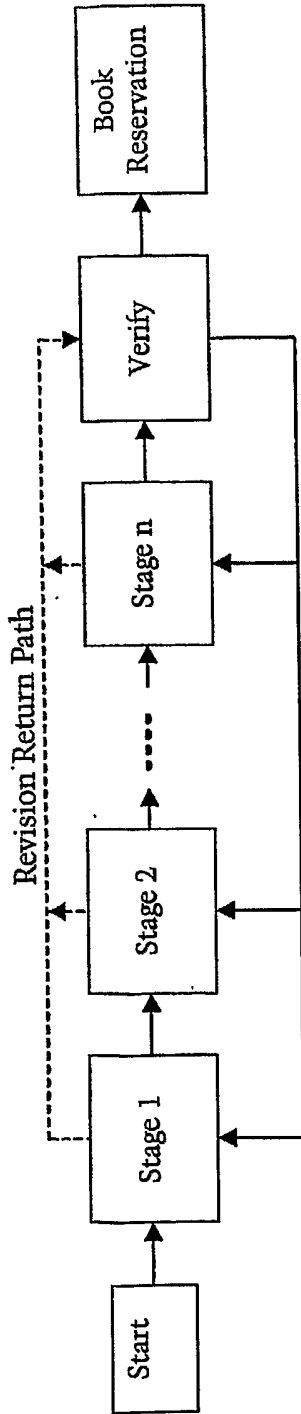 Revision Return Path
Start
Stage 1
Stage 2
Stage n
Verify
Book
Reservation